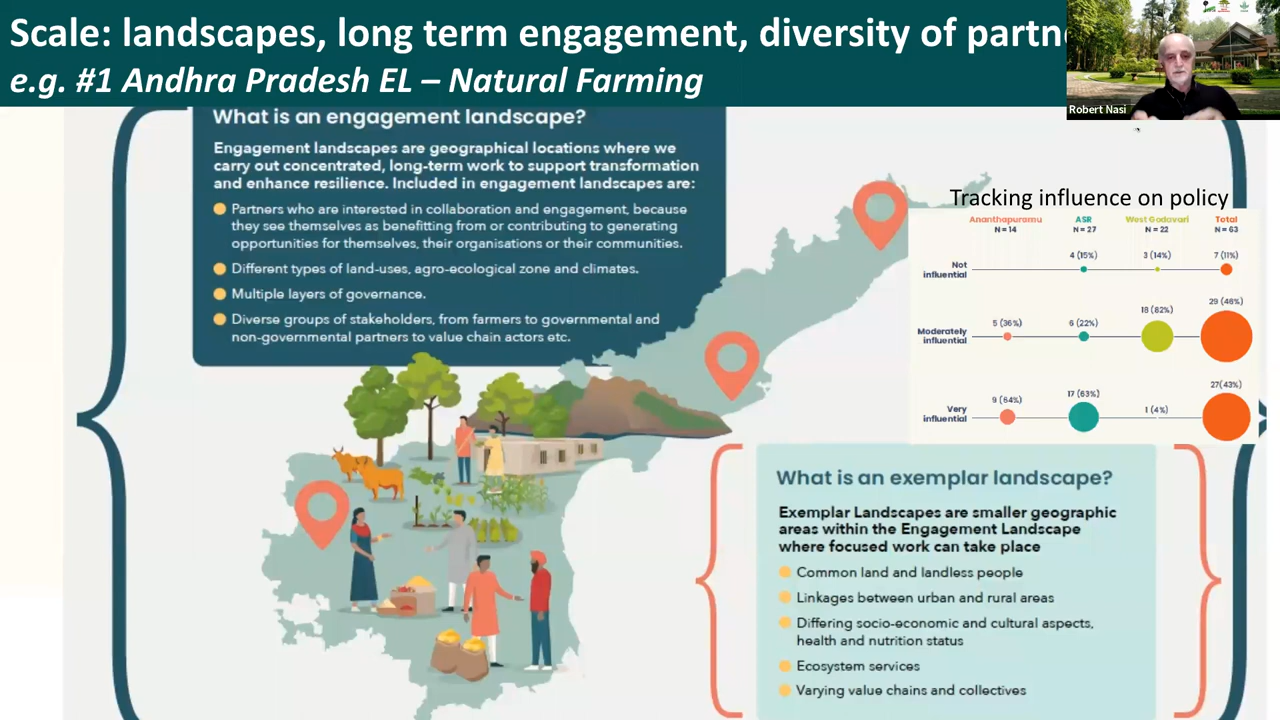 Scale: landscapes, long term engagement, diversity of partn
e.g. #1 Andhra Pradesh EL – Natural Farming
Robert Nasi
What is an engagement landscape?
Engagement landscapes are geographical locations where we
carry out concentrated, long-term work to support transformation
and enhance resilience. Included in engagement landscapes are:
Partners who are interested in collaboration and engagement, because
they see themselves as benefitting from or contributing to generating
opportunities for themselves, their organisations or their communities.
Different types of land-uses, agro-ecological zone and climates.
Multiple layers of governance.
Diverse groups of stakeholders, from farmers to governmental and
non-governmental partners to value chain actors etc.
Tracking influence on policy
Ananthapuramu ASR West Godavari Total
N = 14 N = 27 N = 22 N = 63
4 (15%) 3 (14%) 7 (11%)
Not
influential
5 (36%) 6 (22%) 18 (82%) 29 (46%)
Moderately
influential
9 (64%) 17 (63%) 1 (4%) 27(43%)
Very
influential
What is an exemplar landscape?
Exemplar Landscapes are smaller geographic
areas within the Engagement Landscape
where focused work can take place
Common land and landless people
Linkages between urban and rural areas
Differing socio-economic and cultural aspects,
health and nutrition status
Ecosystem services
Varying value chains and collectives